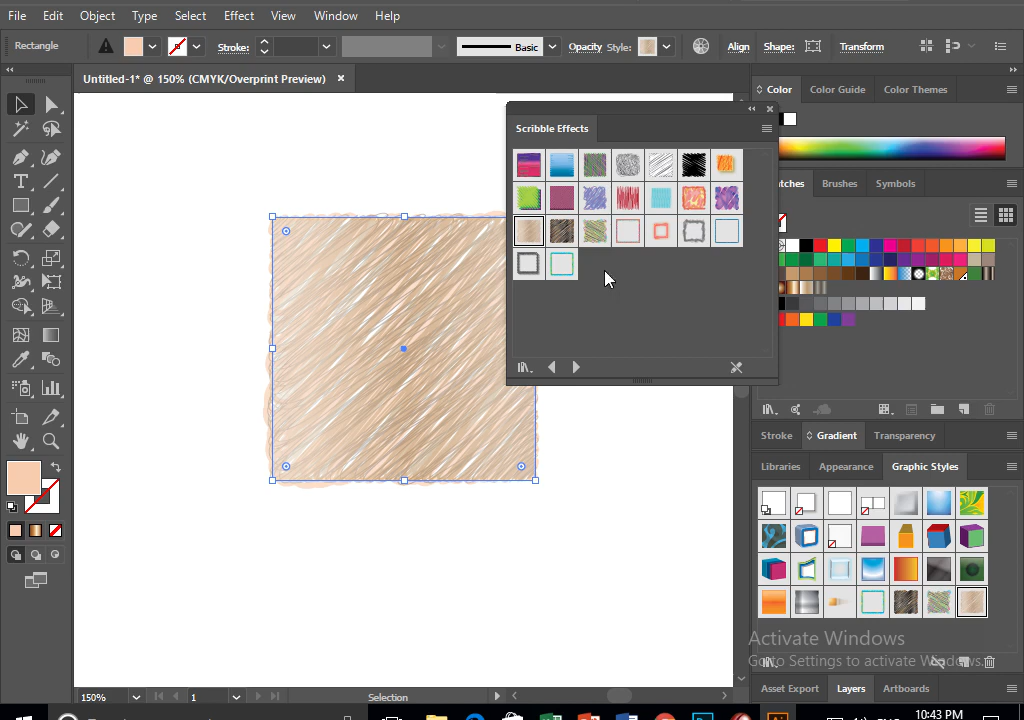 File Edit Object Type Select Effect View Window Help
Rectangle Stroke: Basic Opacity Style: Align Shape: Transform
Untitled-1* @ 150% (CMYK/Overprint Preview)
Color Color Guide Color Themes
Scribble Effects
Brushes Symbols
Stroke Gradient Transparency
Libraries Appearance Graphic Styles
Activate Windows
Go to Settings to activate Windows.
Asset Export Layers Artboards
150% 1 Selection
10:43 PM